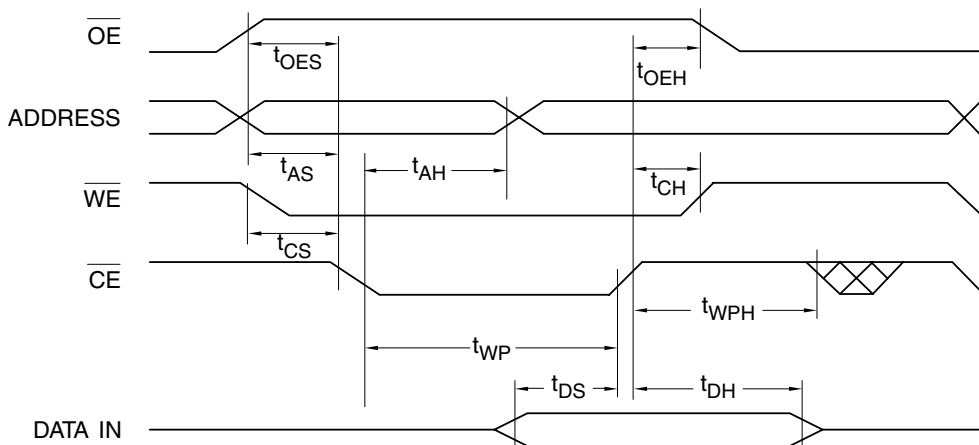 OE
tOES
tOEH
ADDRESS
tAS
tAH
tCH
WE
tCS
CE
tWPH
tWP
tDS
tDH
DATA IN